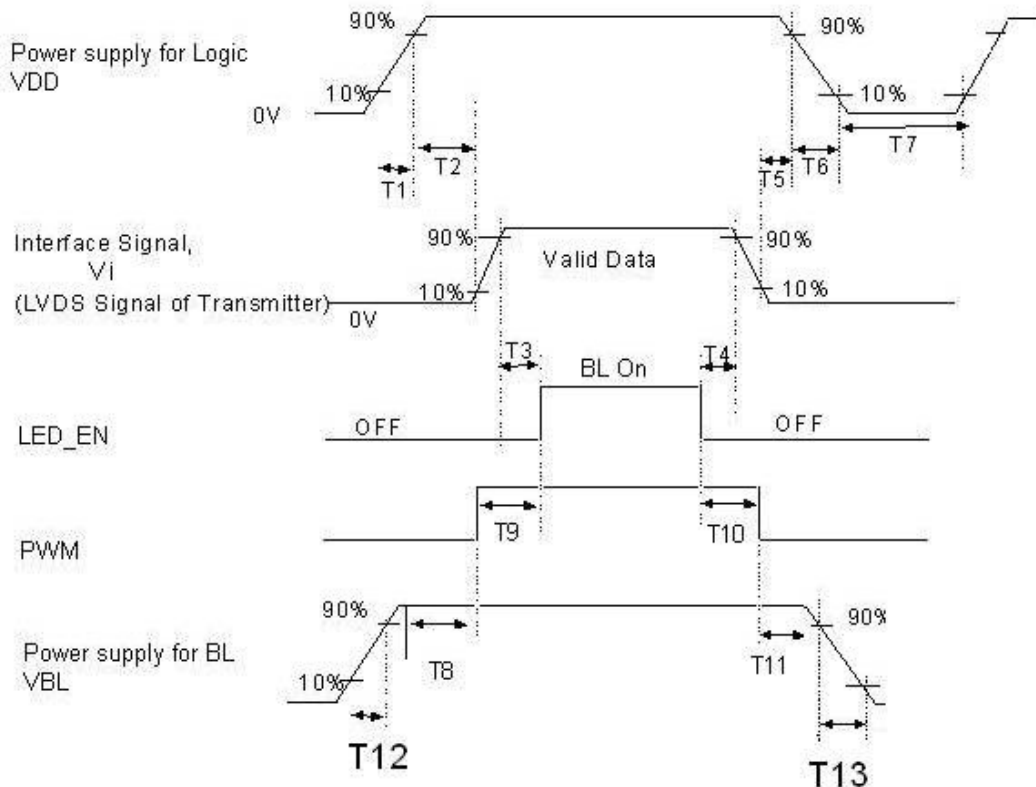 90%
90%
Power supply for Logic
VDD
10%
10%
0V
T1
T2
T5
T6
T7
Interface Signal,
Vi
(LVDS Signal of Transmitter)
90%
Valid Data
90%
10%
10%
0V
T3
BL On
T4
LED_EN
OFF
OFF
PWM
T9
T10
90%
90%
Power supply for BL
VBL
T8
T11
10%
T12
T13